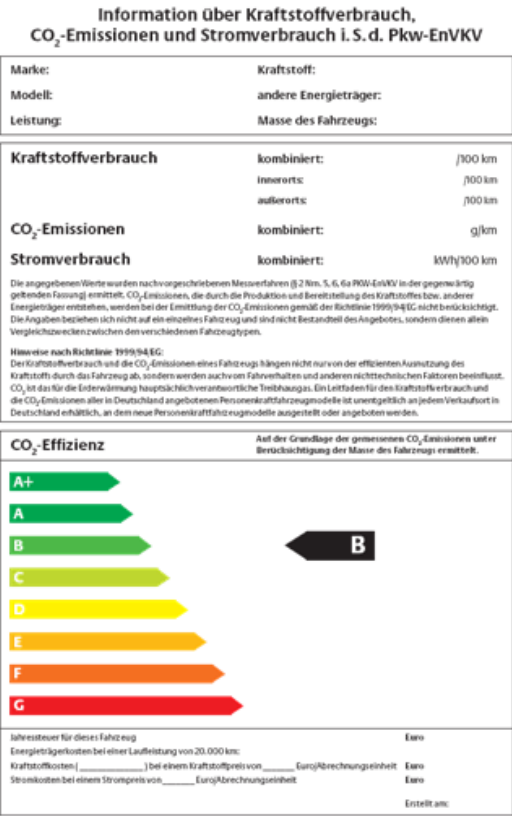 Information über Kraftstoffverbrauch,
CO₂-Emissionen und Stromverbrauch i. S. d. Pkw-EnVKV
Marke: Kraftstoff:
Modell: andere Energieträger:
Leistung: Masse des Fahrzeugs:
Kraftstoffverbrauch kombiniert: /100 km
innerorts: /100 km
außerorts: /100 km
CO₂-Emissionen kombiniert: g/km
Stromverbrauch kombiniert: kWh/100 km
Die angegebenen Werte wurden nach vorgeschriebenen Messverfahren (§ 2 Nrn. 5, 6, 6a PKW-EnVKV in der gegenwärtig
geltenden Fassung) ermittelt. CO₂-Emissionen, die durch die Produktion und Bereitstellung des Kraftstoffes bzw. anderer
Energieträger entstehen, werden bei der Ermittlung der CO₂-Emissionen gemäß der Richtlinie 1999/94/EG nicht berücksichtigt.
Die Angaben beziehen sich nicht auf ein einzelnes Fahrzeug und sind nicht Bestandteil des Angebotes, sondern dienen allein
Vergleichszwecken zwischen den verschiedenen Fahrzeugtypen.
Hinweise nach Richtlinie 1999/94/EG:
Der Kraftstoffverbrauch und die CO₂-Emissionen eines Fahrzeugs hängen nicht nur von der effizienten Ausnutzung des
Kraftstoffs durch das Fahrzeug ab, sondern werden auch vom Fahrverhalten und anderen nichttechnischen Faktoren beeinflusst.
CO₂ ist das für die Erderwärmung hauptsächlich verantwortliche Treibhausgas. Ein Leitfaden für den Kraftstoffverbrauch und
die CO₂-Emissionen aller in Deutschland angebotenen Personenkraftfahrzeugmodelle ist unentgeltlich an jedem Verkaufsort in
Deutschland erhältlich, an dem neue Personenkraftfahrzeugmodelle ausgestellt oder angeboten werden.
CO₂-Effizienz
Auf der Grundlage der gemessenen CO₂-Emissionen unter
Berücksichtigung der Masse des Fahrzeugs ermittelt.
A+
A
B B
C
D
E
F
G
Jahressteuer für dieses Fahrzeug Euro
Energieträgerkosten bei einer Laufleistung von 20.000 km:
Kraftstoffkosten ( ______________ ) bei einem Kraftstoffpreis von _______ Euro/Abrechnungseinheit Euro
Stromkosten bei einem Strompreis von _______ Euro/Abrechnungseinheit Euro
Erstellt am: